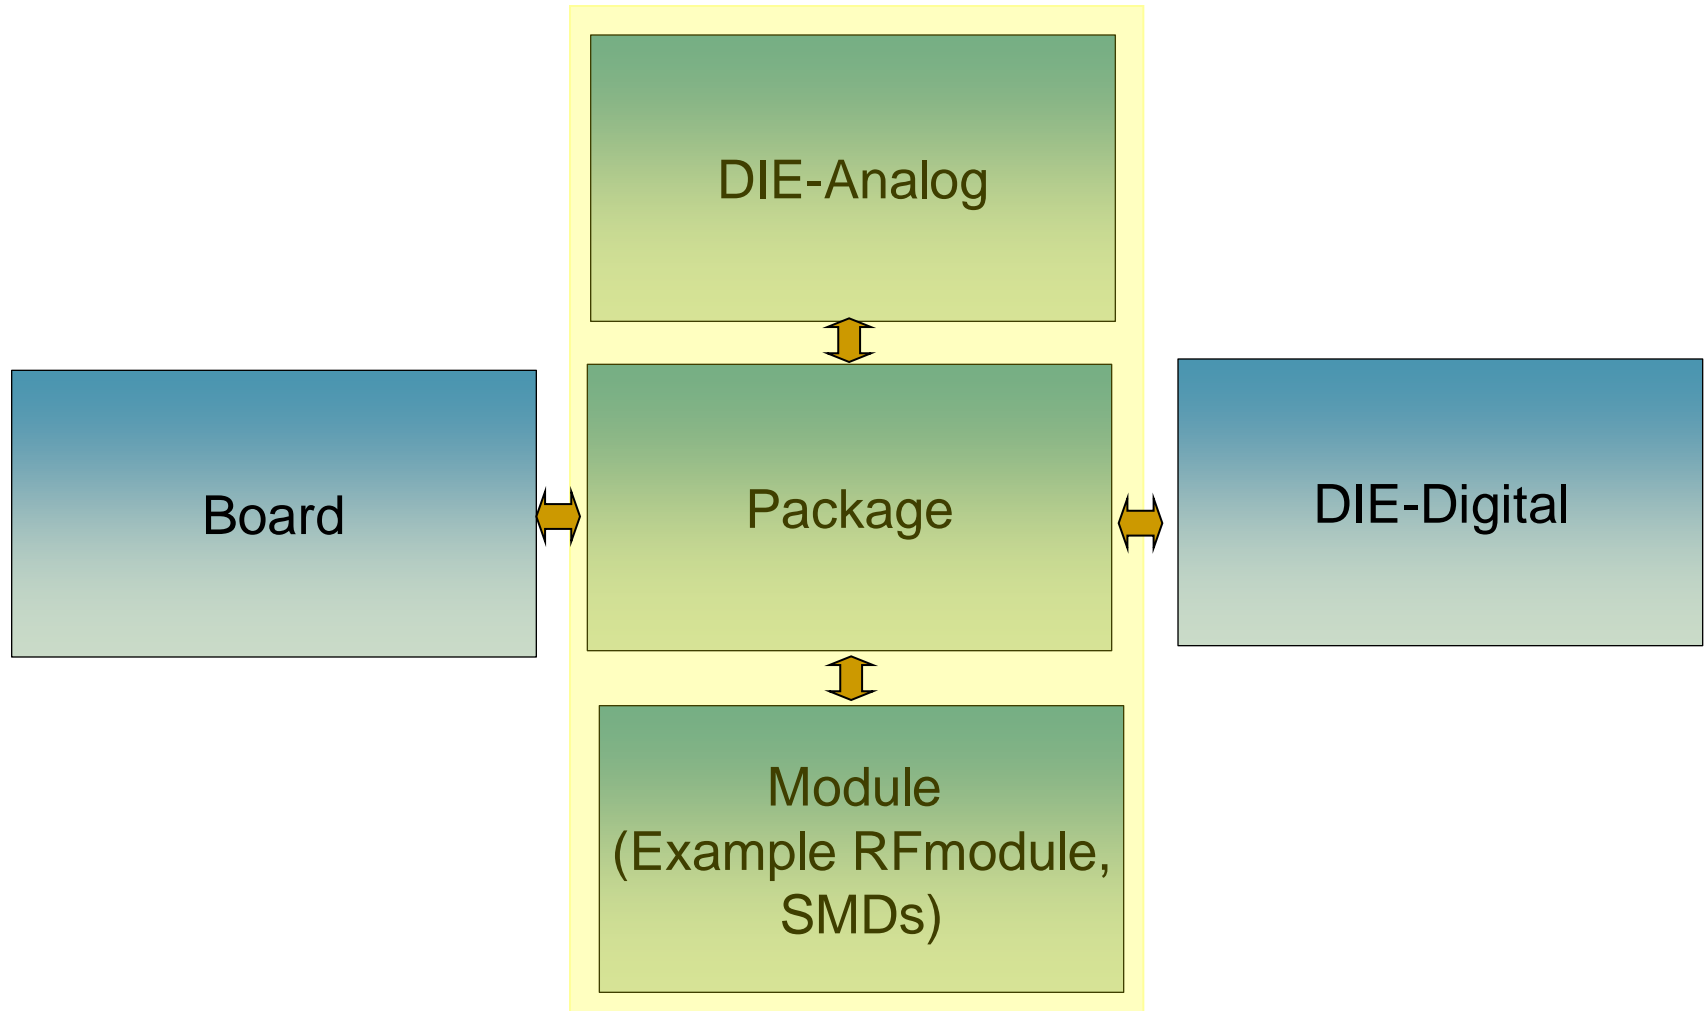 DIE-Analog
Board
Package
DIE-Digital
Module
(Example RFmodule,
SMDs)